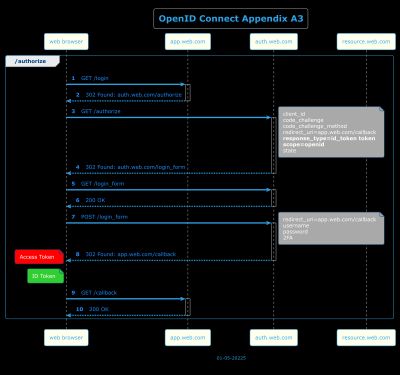 OpenID Connect Appendix A3
web browser
app.web.com
auth.web.com
resource.web.com
/authorize
1 GET /login
2 302 Found: auth.web.com/authorize
3 GET /authorize
client_id
code_challenge
code_challenge_method
redirect_uri=app.web.com/callback
response_type=id_token token
scope=openid
state
4 303 Found: auth.web.com/login_form
5 GET /login_form
6 200 OK
7 POST /login_form
redirect_uri=app.web.com/callback
username
password
2FA
Access Token
8 302 Found: app.web.com/callback
ID Token
9 GET /callback
10 200 OK
web browser
app.web.com
auth.web.com
resource.web.com
01-05-20225